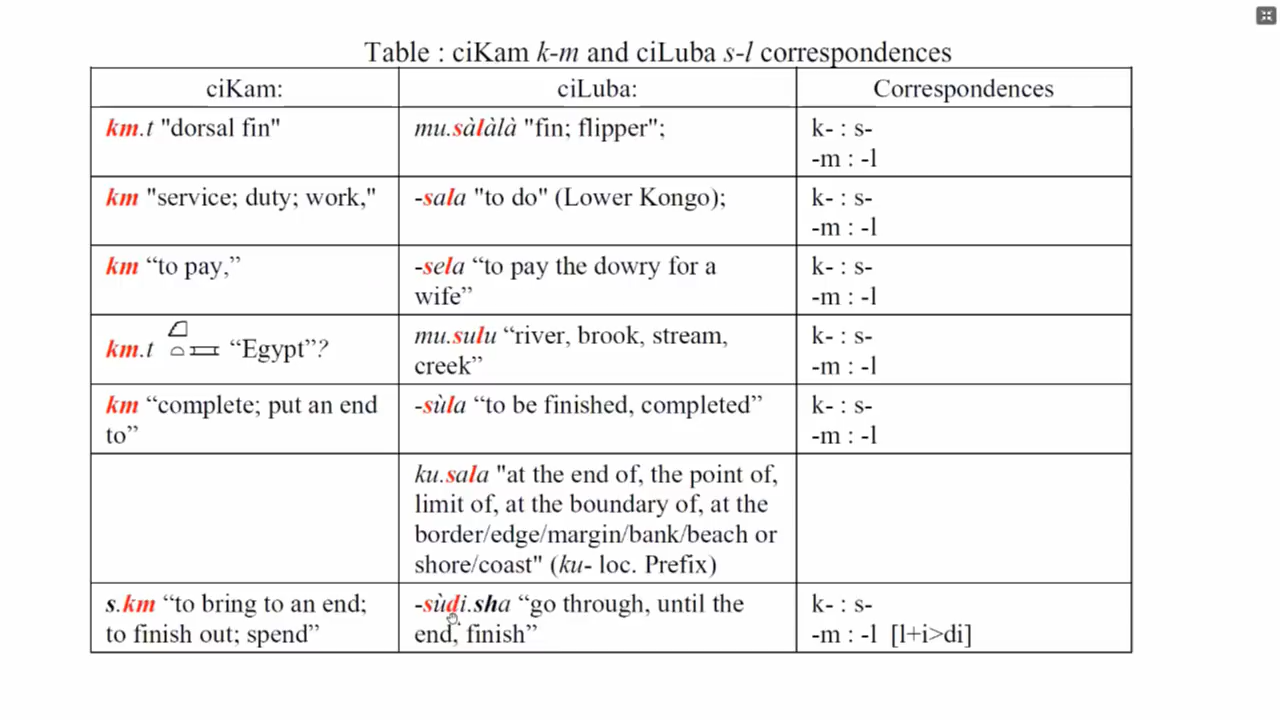 Table : ciKam k-m and ciLuba s-l correspondences
ciKam:
ciLuba:
Correspondences
km.t "dorsal fin"
mu.sàlàlà "fin; flipper";
k- : s-
-m : -l
km "service; duty; work,"
-sala "to do" (Lower Kongo);
k- : s-
-m : -l
km “to pay,”
-sela “to pay the dowry for a
wife”
k- : s-
-m : -l
km.t “Egypt”?
mu.sulu “river, brook, stream,
creek”
k- : s-
-m : -l
km “complete; put an end
to”
-sùla “to be finished, completed”
k- : s-
-m : -l
ku.sala "at the end of, the point of,
limit of, at the boundary of, at the
border/edge/margin/bank/beach or
shore/coast" (ku- loc. Prefix)
s.km “to bring to an end;
to finish out; spend”
-sùdi.sha “go through, until the
end, finish”
k- : s-
-m : -l [l+i>di]